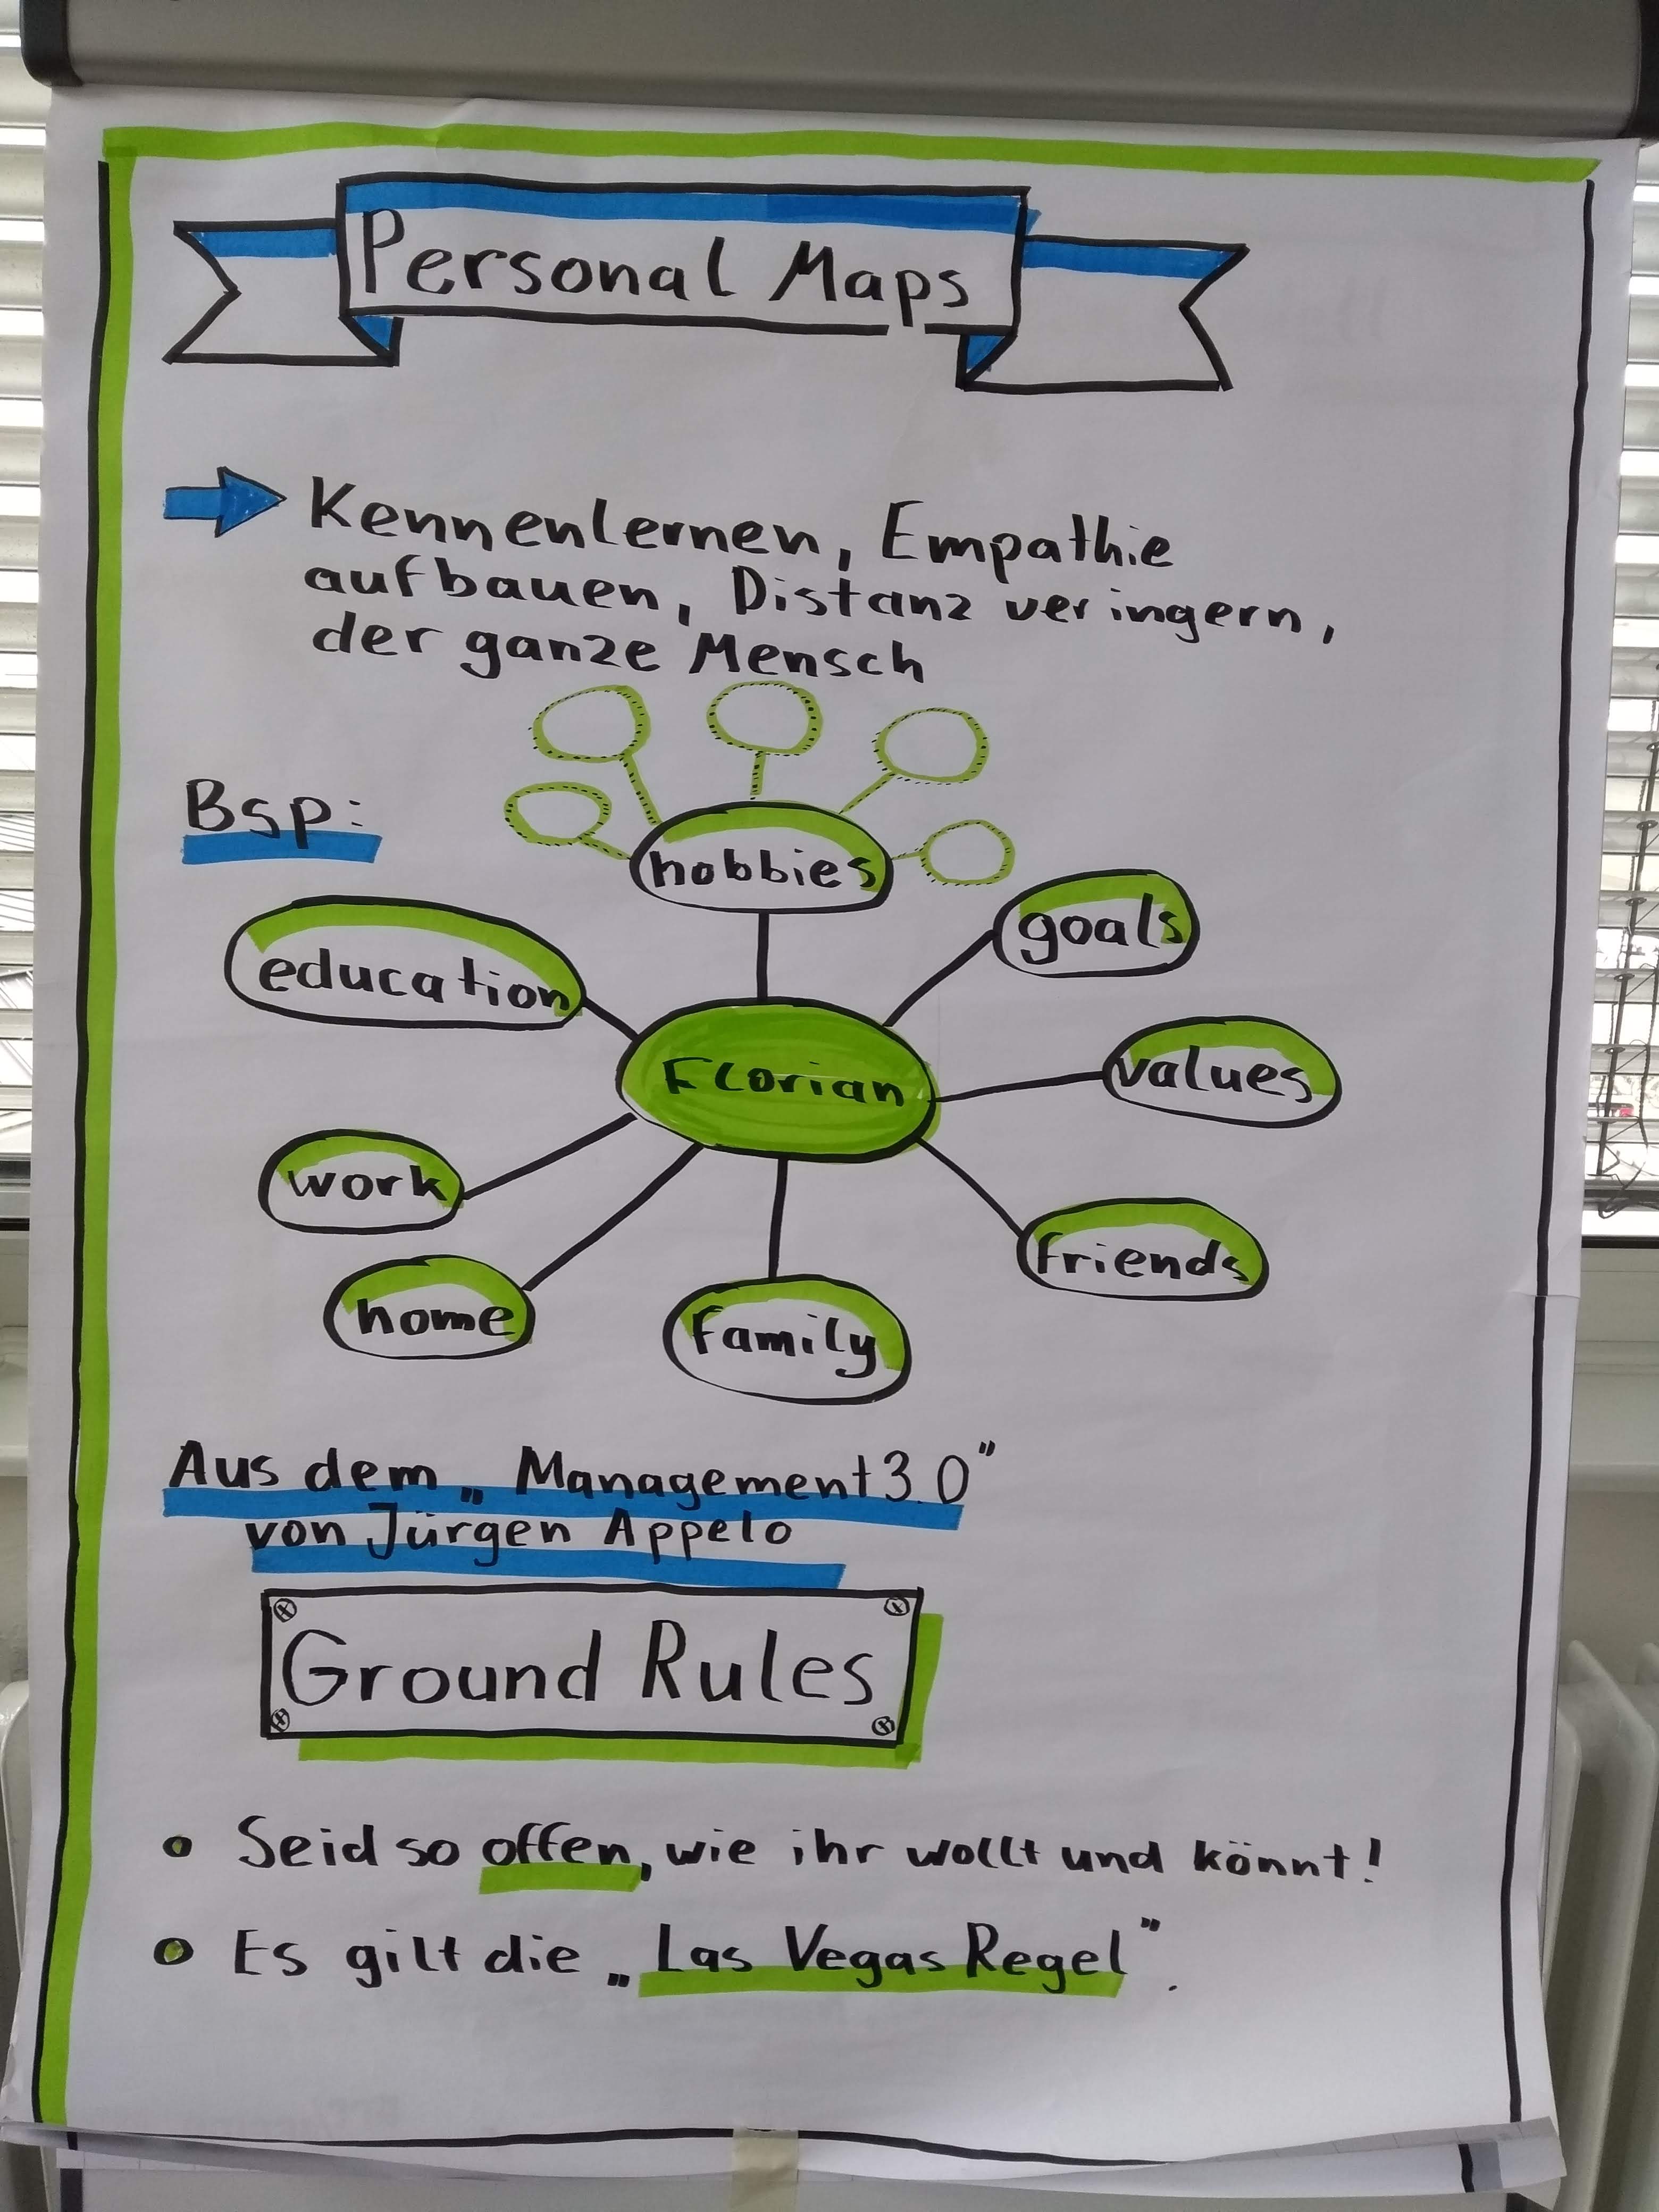 Personal Maps
Kennenlernen, Empathie
aufbauen, Distanz veringern,
der ganze Mensch
Bsp:
hobbies
goals
education
values
Florian
work
friends
home
family
Aus dem „Management 3.0"
von Jürgen Appelo
Ground Rules
Seid so offen, wie ihr wollt und könnt!
Es gilt die „Las Vegas Regel".